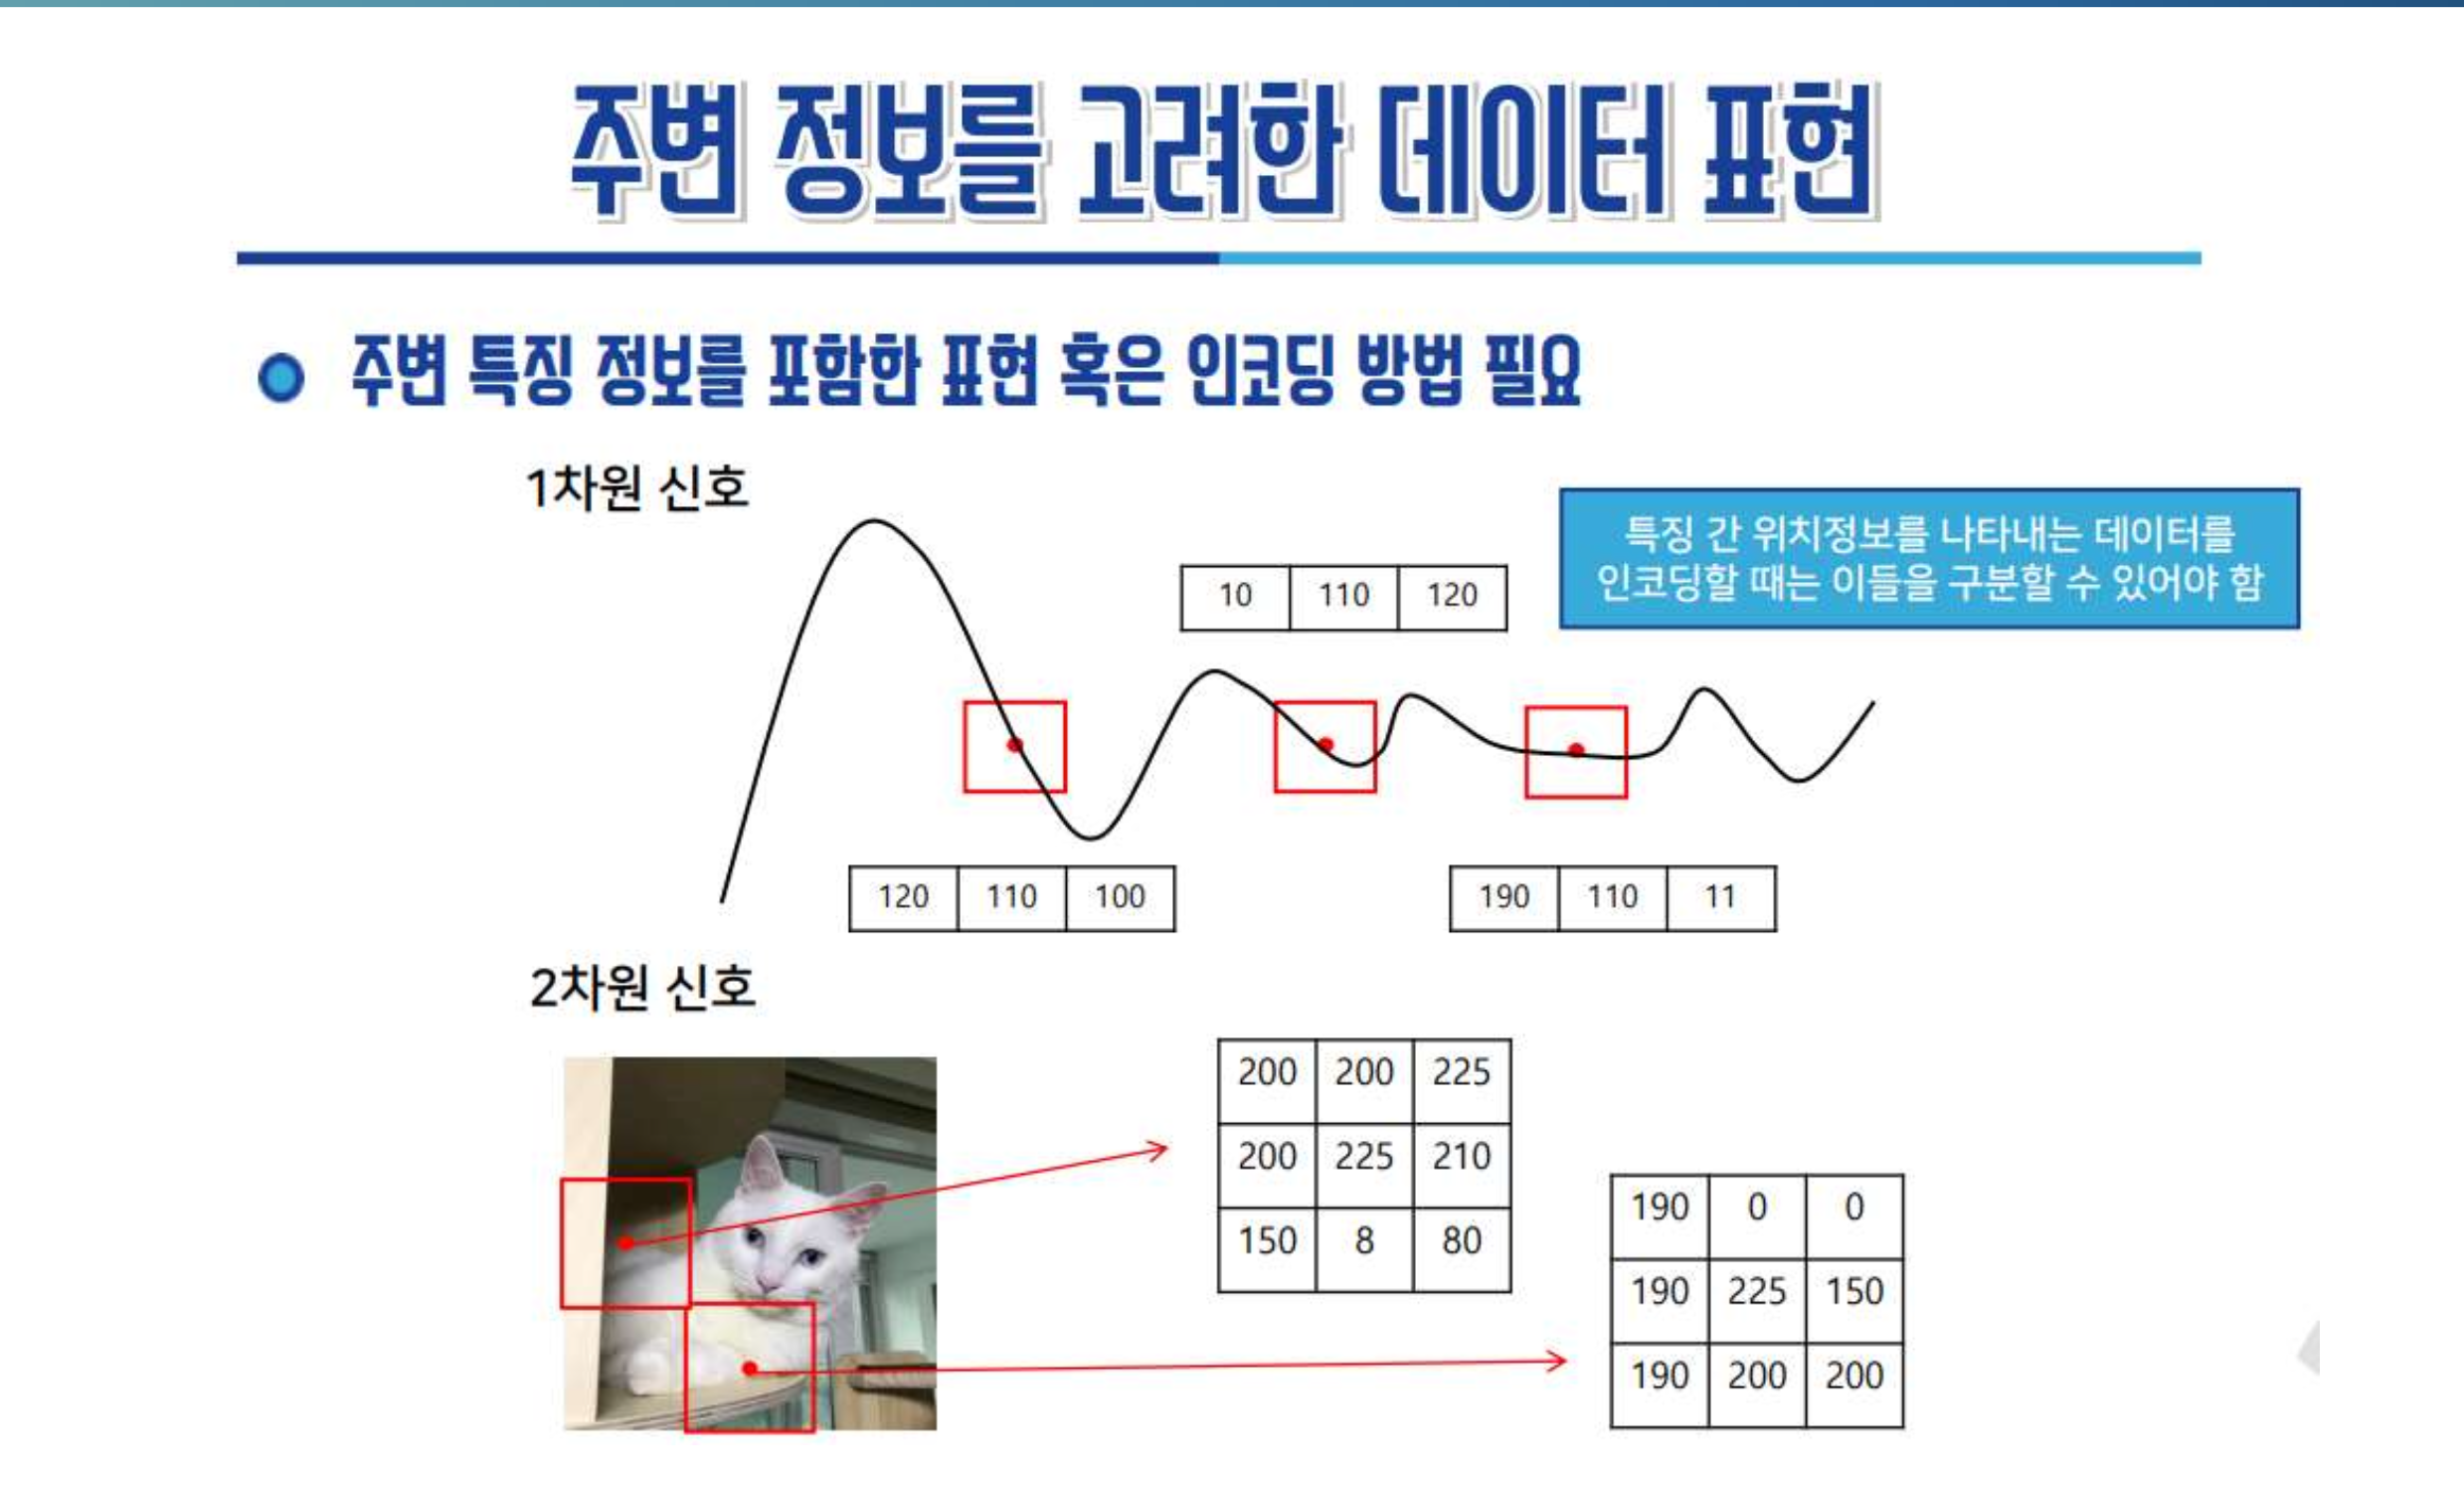 주변 정보를 고려한 데이터 표현
주변 특징 정보를 포함한 표현 혹은 인코딩 방법 필요
1차원 신호
특징 간 위치정보를 나타내는 데이터를
인코딩할 때는 이들을 구분할 수 있어야 함
10 110 120
120 110 100
190 110 11
2차원 신호
200 200 225
200 225 210
150 8 80
190 0 0
190 225 150
190 200 200